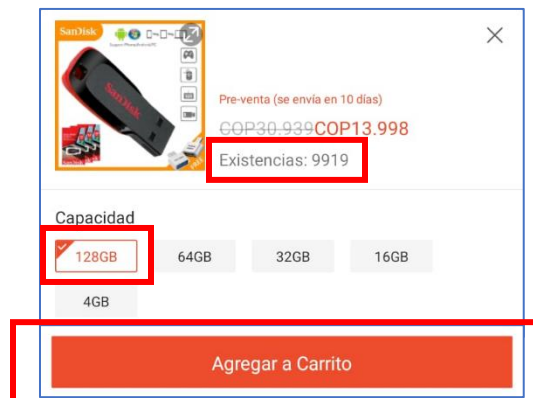 SanDisk
SanDisk
Pre-venta (se envía en 10 días)
COP30.939COP13.998
Existencias: 9919
Capacidad
128GB
64GB
32GB
16GB
4GB
Agregar a Carrito